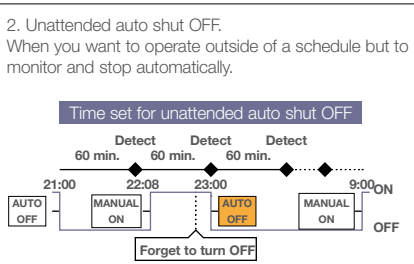 2. Unattended auto shut OFF.
When you want to operate outside of a schedule but to
monitor and stop automatically.
Time set for unattended auto shut OFF
Detect Detect Detect
60 min. 60 min. 60 min.
21:00 22:08 23:00 9:00
ON
AUTO OFF
MANUAL ON
AUTO OFF
MANUAL ON
OFF
Forget to turn OFF